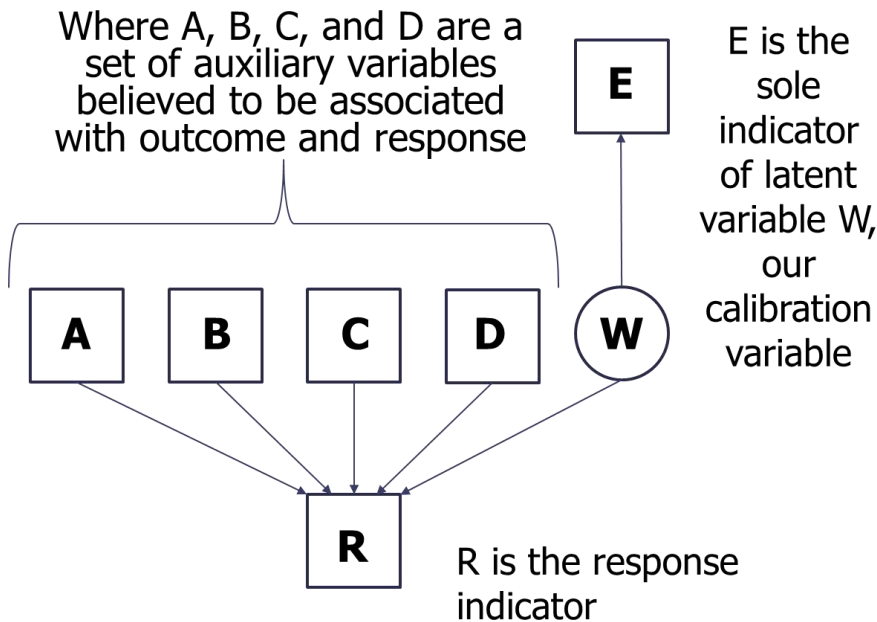 Where A, B, C, and D are a
set of auxiliary variables
believed to be associated
with outcome and response
E
E is the
sole
indicator
of latent
variable W,
our
calibration
variable
A
B
C
D
W
R
R is the response
indicator